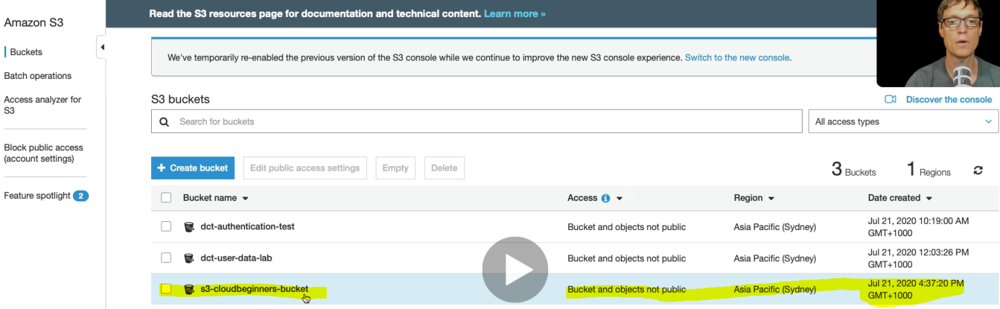 Amazon S3
Buckets
Batch operations
Access analyzer for
S3
Block public access
(account settings)
Feature spotlight 2
Read the S3 resources page for documentation and technical content. Learn more »
We've temporarily re-enabled the previous version of the S3 console while we continue to improve the new S3 console experience. Switch to the new console.
S3 buckets
Discover the console
Search for buckets
All access types
+ Create bucket Edit public access settings Empty Delete
3 Buckets 1 Regions
Bucket name Access Region Date created
dct-authentication-test Bucket and objects not public Asia Pacific (Sydney) Jul 21, 2020 10:19:00 AM
GMT+1000
dct-user-data-lab Bucket and objects not public Asia Pacific (Sydney) Jul 21, 2020 12:03:26 PM
GMT+1000
s3-cloudbeginners-bucket Bucket and objects not public Asia Pacific (Sydney) Jul 21, 2020 4:37:20 PM
GMT+1000